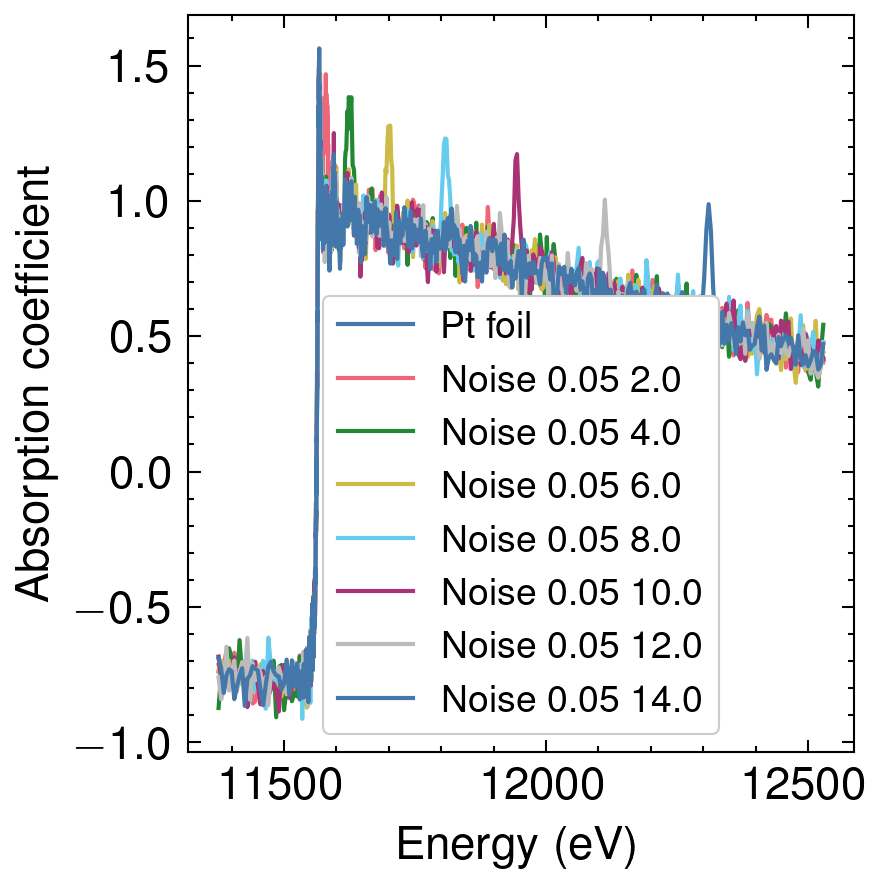 1.5
1.0
0.5
0.0
−0.5
−1.0
Absorption coefficient
Pt foil
Noise 0.05 2.0
Noise 0.05 4.0
Noise 0.05 6.0
Noise 0.05 8.0
Noise 0.05 10.0
Noise 0.05 12.0
Noise 0.05 14.0
11500 12000 12500
Energy (eV)